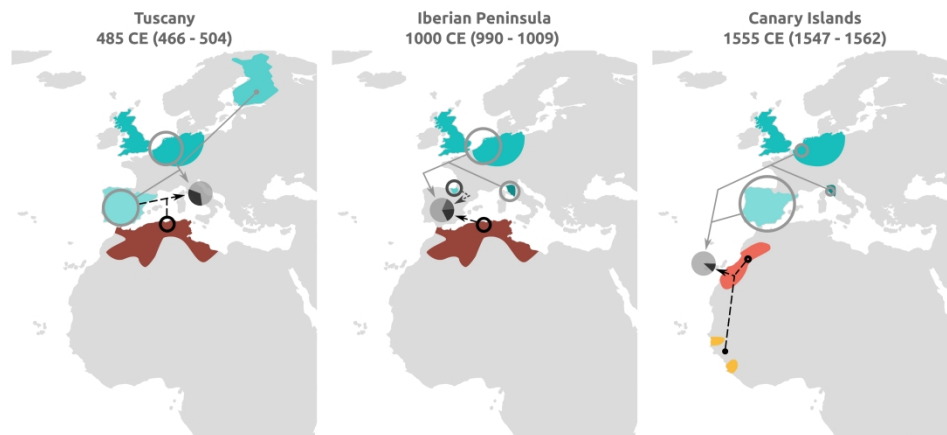 Tuscany
485 CE (466 - 504)
Iberian Peninsula
1000 CE (990 - 1009)
Canary Islands
1555 CE (1547 - 1562)